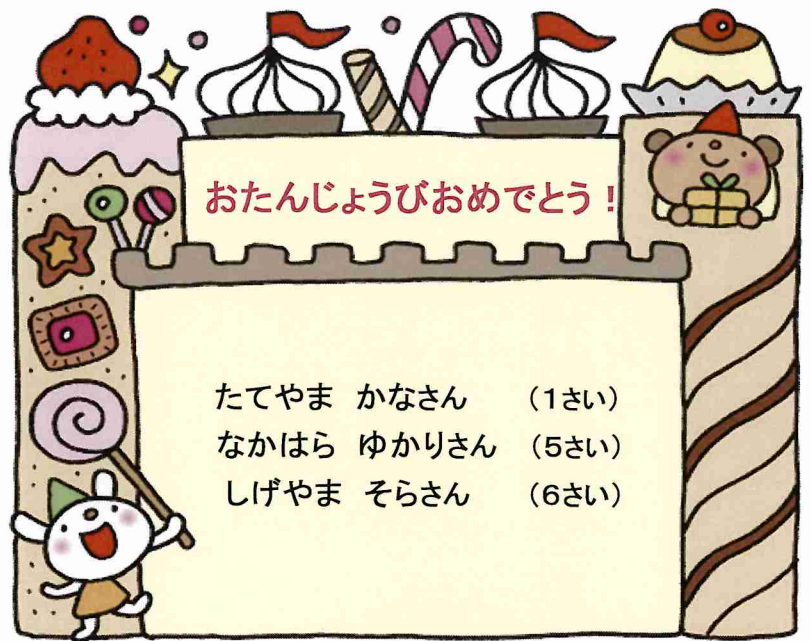 おたんじょうびおめでとう！
たてやま かなさん （1さい）
なかはら ゆかりさん （5さい）
しげやま そらさん （6さい）